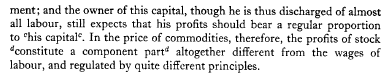 ment; and the owner of this capital, though he is thus discharged of almost
all labour, still expects that his profits should bear a regular proportion
to ᶜhis capitalᶜ. In the price of commodities, therefore, the profits of stock
ᵈconstitute a component partᵈ altogether different from the wages of
labour, and regulated by quite different principles.